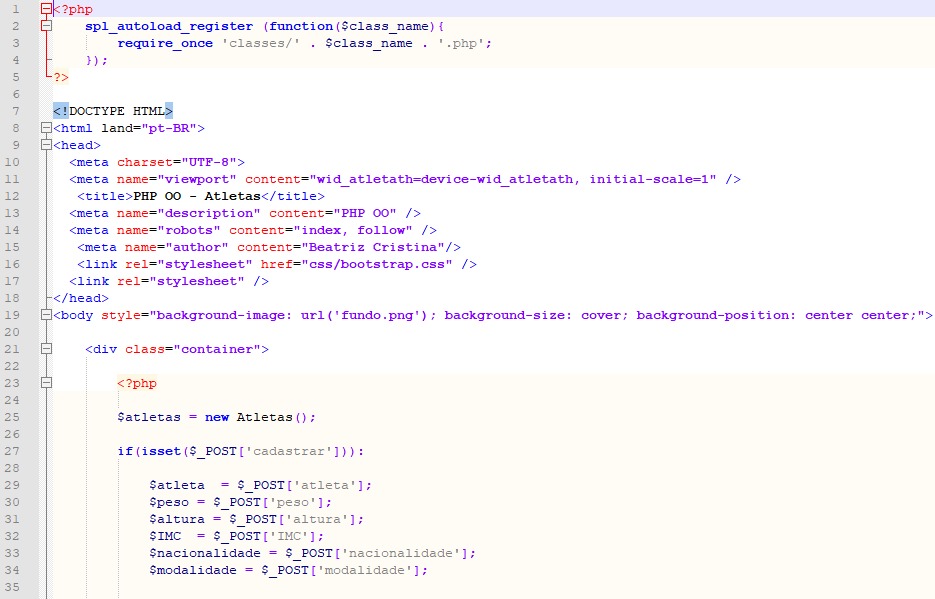 1 <?php
2 spl_autoload_register (function($class_name){
3 require_once 'classes/' . $class_name . '.php';
4 });
5 ?>
6
7 <!DOCTYPE HTML>
8 <html land="pt-BR">
9 <head>
10 <meta charset="UTF-8">
11 <meta name="viewport" content="wid_atletath=device-wid_atletath, initial-scale=1" />
12 <title>PHP OO - Atletas</title>
13 <meta name="description" content="PHP OO" />
14 <meta name="robots" content="index, follow" />
15 <meta name="author" content="Beatriz Cristina"/>
16 <link rel="stylesheet" href="css/bootstrap.css" />
17 <link rel="stylesheet" />
18 </head>
19 <body style="background-image: url('fundo.png'); background-size: cover; background-position: center center;">
20
21 <div class="container">
22
23 <?php
24
25 $atletas = new Atletas();
26
27 if(isset($_POST['cadastrar'])):
28
29 $atleta  = $_POST['atleta'];
30 $peso = $_POST['peso'];
31 $altura = $_POST['altura'];
32 $IMC  = $_POST['IMC'];
33 $nacionalidade = $_POST['nacionalidade'];
34 $modalidade = $_POST['modalidade'];
35